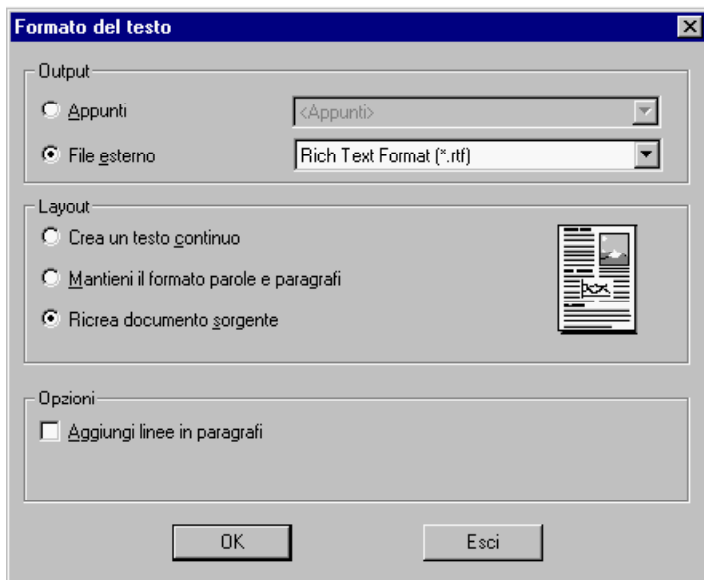 Formato del testo
Output
Appunti
<Appunti>
File esterno
Rich Text Format (*.rtf)
Layout
Crea un testo continuo
Mantieni il formato parole e paragrafi
Ricrea documento sorgente
Opzioni
Aggiungi linee in paragrafi
OK
Esci